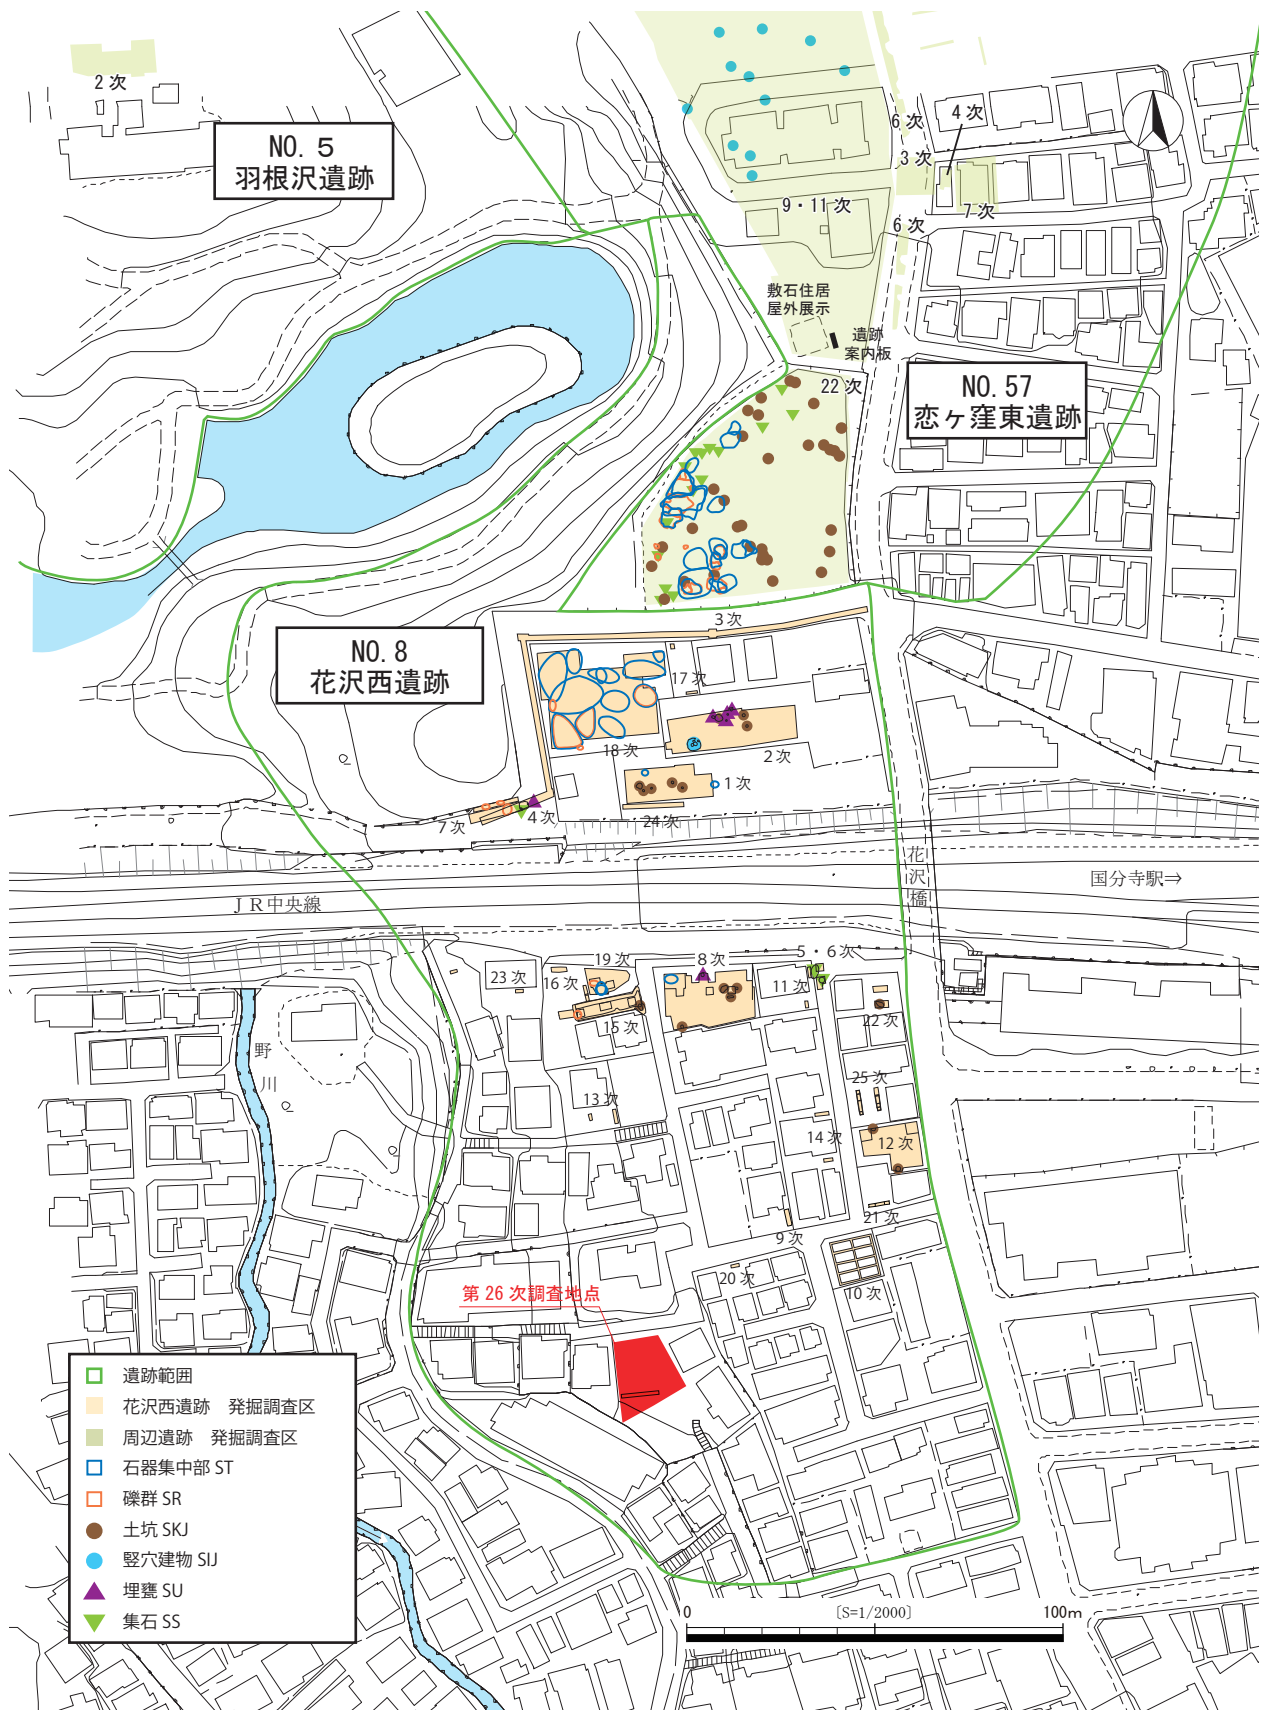 2次
NO. 5
羽根沢遺跡
6次
4次
3次
9・11次
7次
6次
敷石住居
屋外展示
遺跡
案内板
22次
NO. 57
恋ヶ窪東遺跡
3次
NO. 8
花沢西遺跡
17次
18次
2次
1次
7次
4次
24次
花沢橋
国分寺駅⇒
ＪＲ中央線
19次
8次
5・6次
23次
16次
11次
15次
22次
野川
25次
13次
14次
12次
21次
9次
20次
10次
第26次調査地点
遺跡範囲
花沢西遺跡　発掘調査区
周辺遺跡　発掘調査区
石器集中部 ST
礫群 SR
土坑 SKJ
竪穴建物 SIJ
埋甕 SU
集石 SS
0
[S=1/2000]
100m